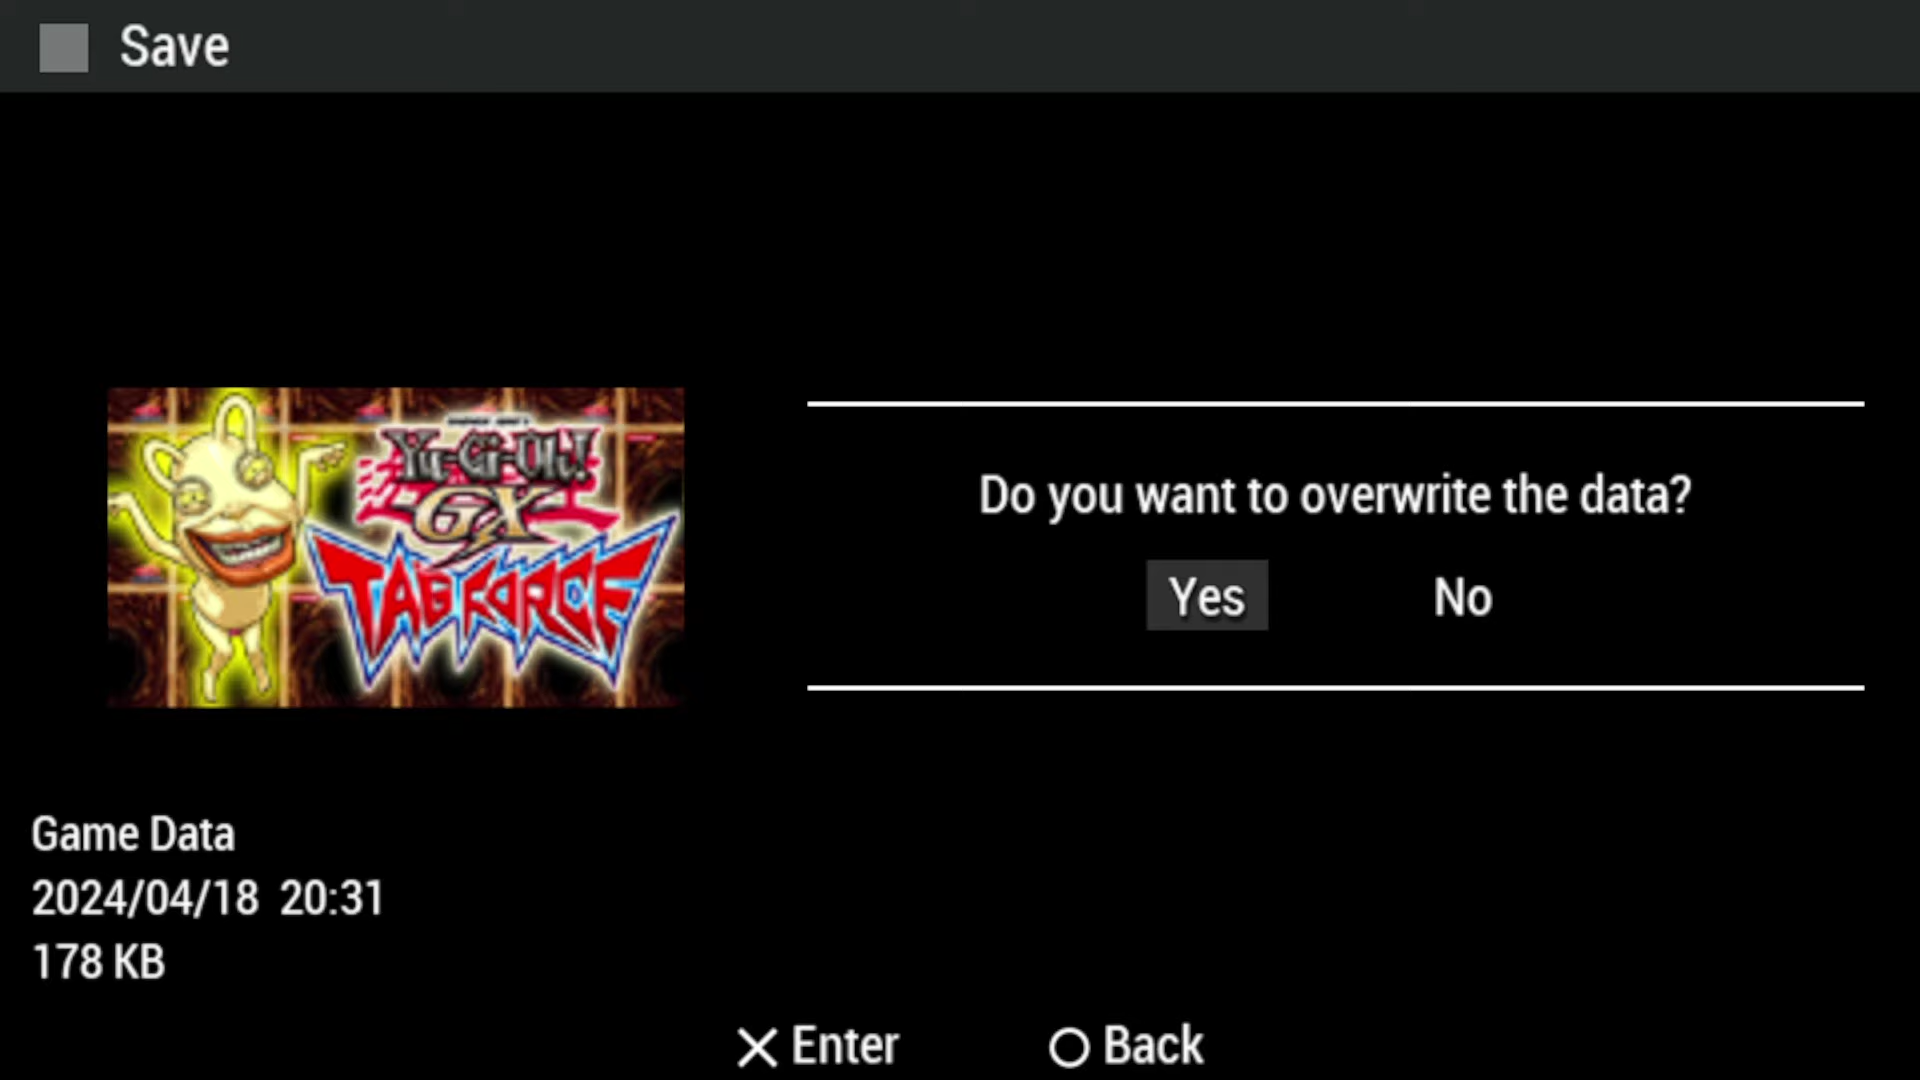 Save
Yu-Gi-Oh!
GX
TAG FORCE
Do you want to overwrite the data?
Yes No
Game Data
2024/04/18 20:31
178 KB
Enter Back